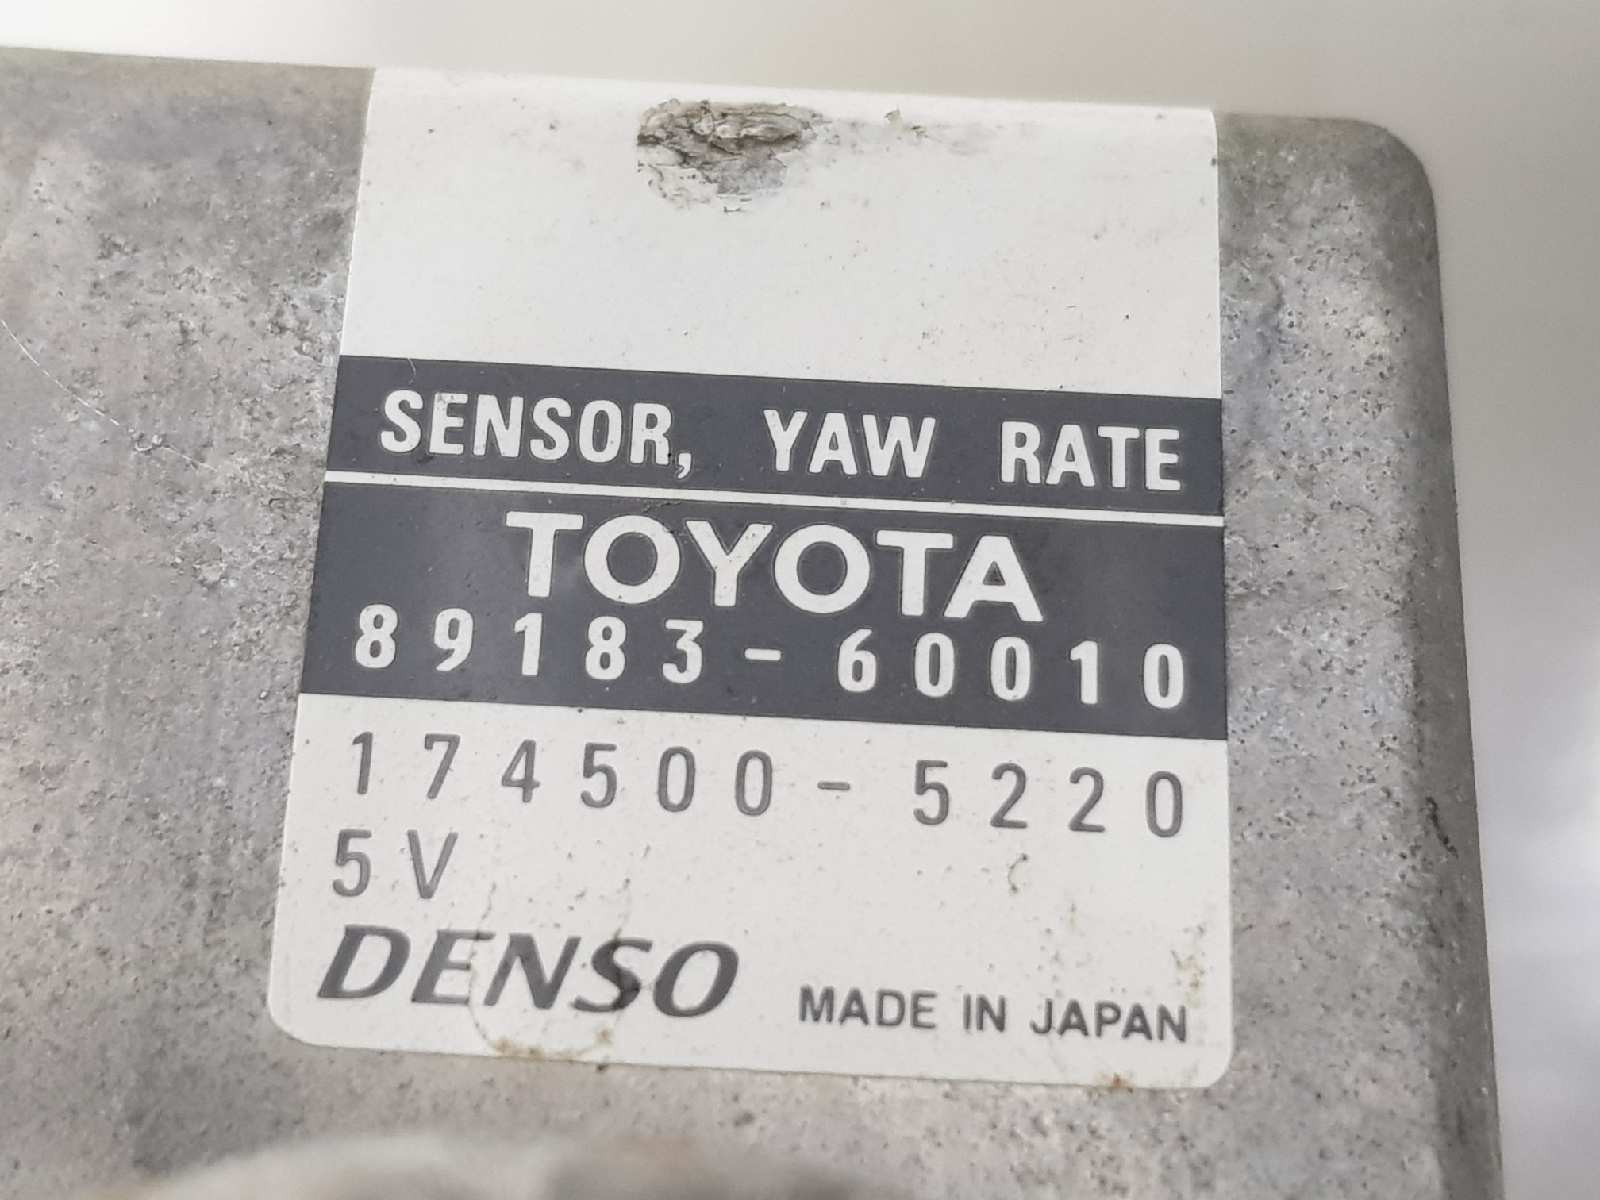 SENSOR, YAW RATE
TOYOTA
89183-60010
174500-5220
5V
DENSO MADE IN JAPAN